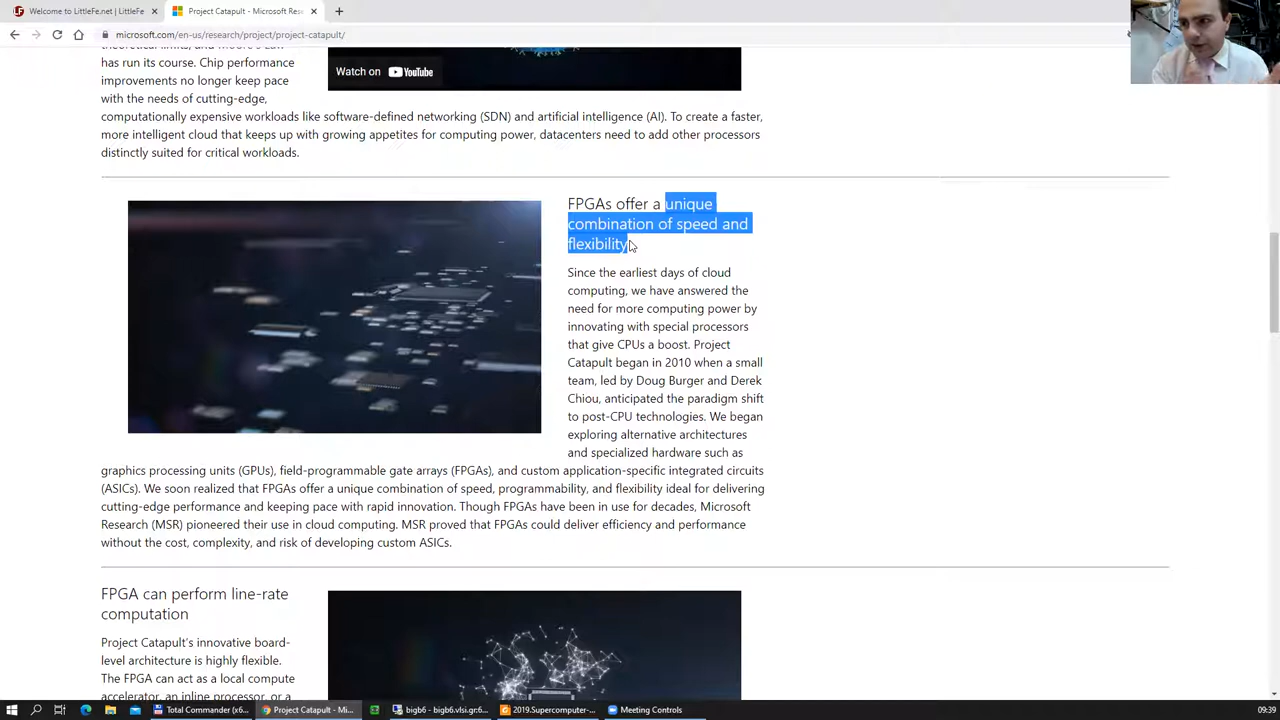 Welcome to LittleFe.net | LittleFe
Project Catapult - Microsoft Rese
microsoft.com/en-us/research/project/project-catapult/
has run its course. Chip performance
improvements no longer keep pace
with the needs of cutting-edge,
computationally expensive workloads like software-defined networking (SDN) and artificial intelligence (AI). To create a faster,
more intelligent cloud that keeps up with growing appetites for computing power, datacenters need to add other processors
distinctly suited for critical workloads.
Watch on YouTube
FPGAs offer a unique
combination of speed and
flexibility
Since the earliest days of cloud
computing, we have answered the
need for more computing power by
innovating with special processors
that give CPUs a boost. Project
Catapult began in 2010 when a small
team, led by Doug Burger and Derek
Chiou, anticipated the paradigm shift
to post-CPU technologies. We began
exploring alternative architectures
and specialized hardware such as
graphics processing units (GPUs), field-programmable gate arrays (FPGAs), and custom application-specific integrated circuits
(ASICs). We soon realized that FPGAs offer a unique combination of speed, programmability, and flexibility ideal for delivering
cutting-edge performance and keeping pace with rapid innovation. Though FPGAs have been in use for decades, Microsoft
Research (MSR) pioneered their use in cloud computing. MSR proved that FPGAs could deliver efficiency and performance
without the cost, complexity, and risk of developing custom ASICs.
FPGA can perform line-rate
computation
Project Catapult's innovative board-
level architecture is highly flexible.
The FPGA can act as a local compute
accelerator, an inline processor, or a
Total Commander (x6...
Project Catapult - Mi...
bigb6 - bigb6.vlsi.gr:6...
2019.Supercomputer-...
Meeting Controls
09:39